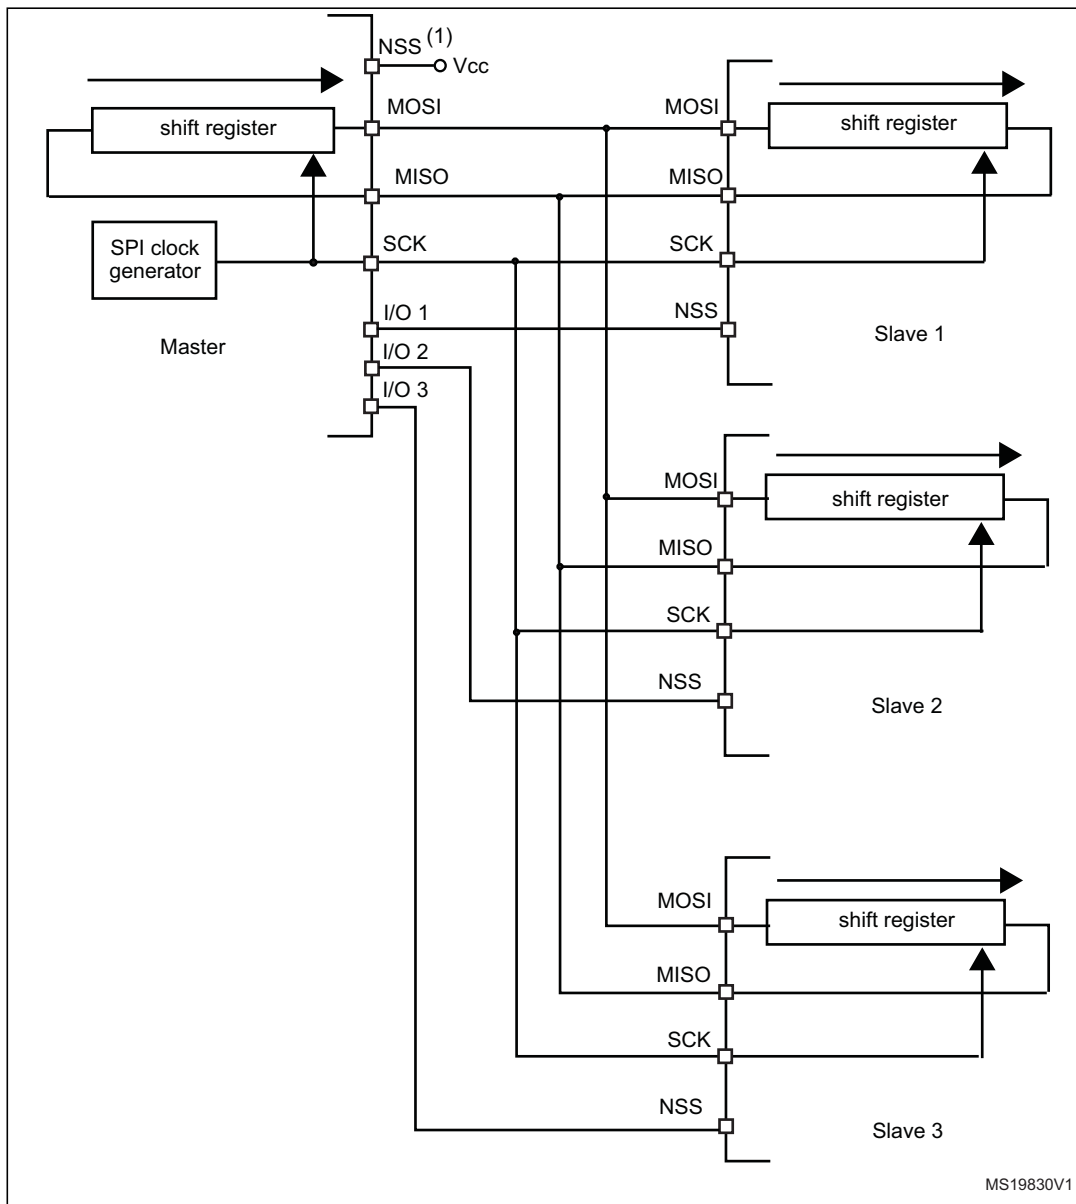 NSS (1)
Vcc
MOSI
MOSI
shift register
shift register
MISO
MISO
SCK
SCK
SPI clock
generator
I/O 1
NSS
Master
Slave 1
I/O 2
I/O 3
MOSI
shift register
MISO
SCK
NSS
Slave 2
MOSI
shift register
MISO
SCK
NSS
Slave 3
MS19830V1